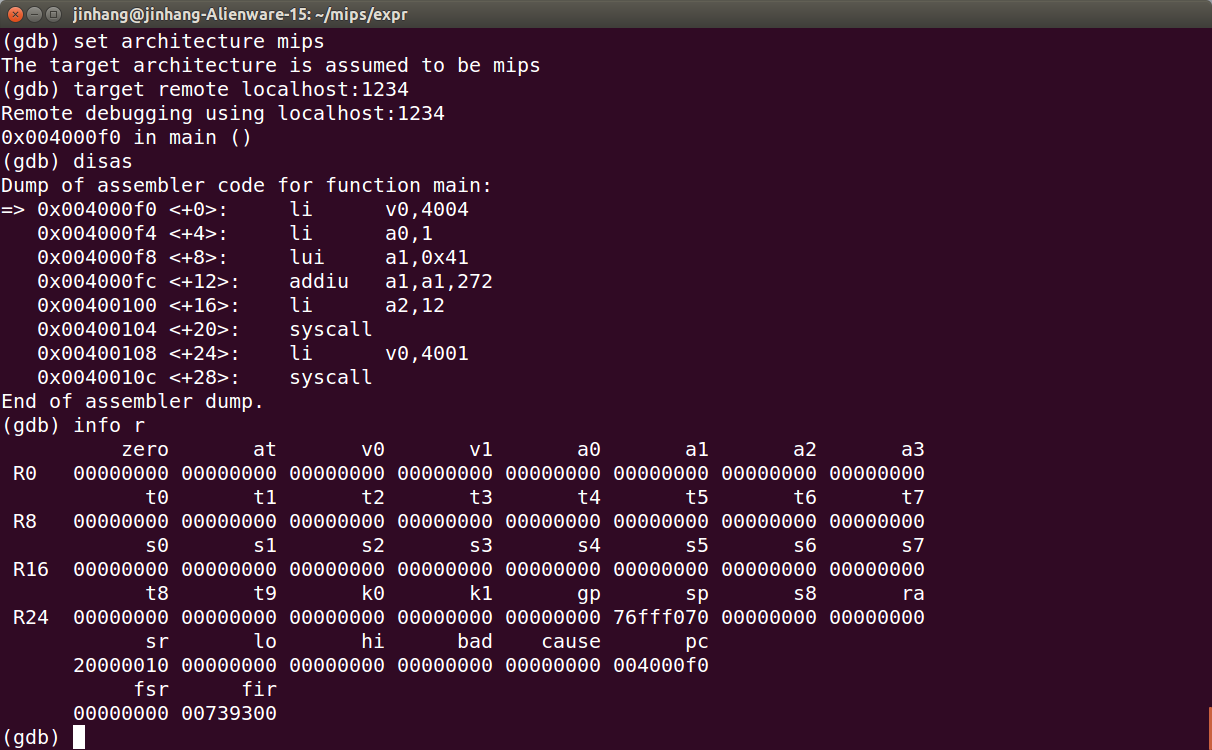 jinhang@jinhang-Alienware-15: ~/mips/expr
(gdb) set architecture mips
The target architecture is assumed to be mips
(gdb) target remote localhost:1234
Remote debugging using localhost:1234
0x004000f0 in main ()
(gdb) disas
Dump of assembler code for function main:
=> 0x004000f0 <+0>:     li      v0,4004
   0x004000f4 <+4>:     li      a0,1
   0x004000f8 <+8>:     lui     a1,0x41
   0x004000fc <+12>:    addiu   a1,a1,272
   0x00400100 <+16>:    li      a2,12
   0x00400104 <+20>:    syscall
   0x00400108 <+24>:    li      v0,4001
   0x0040010c <+28>:    syscall
End of assembler dump.
(gdb) info r
          zero       at       v0       v1       a0       a1       a2       a3
 R0   00000000 00000000 00000000 00000000 00000000 00000000 00000000 00000000
            t0       t1       t2       t3       t4       t5       t6       t7
 R8   00000000 00000000 00000000 00000000 00000000 00000000 00000000 00000000
            s0       s1       s2       s3       s4       s5       s6       s7
 R16  00000000 00000000 00000000 00000000 00000000 00000000 00000000 00000000
            t8       t9       k0       k1       gp       sp       s8       ra
 R24  00000000 00000000 00000000 00000000 00000000 76fff070 00000000 00000000
            sr       lo       hi      bad    cause       pc
      20000010 00000000 00000000 00000000 00000000 004000f0
           fsr      fir
      00000000 00739300
(gdb)